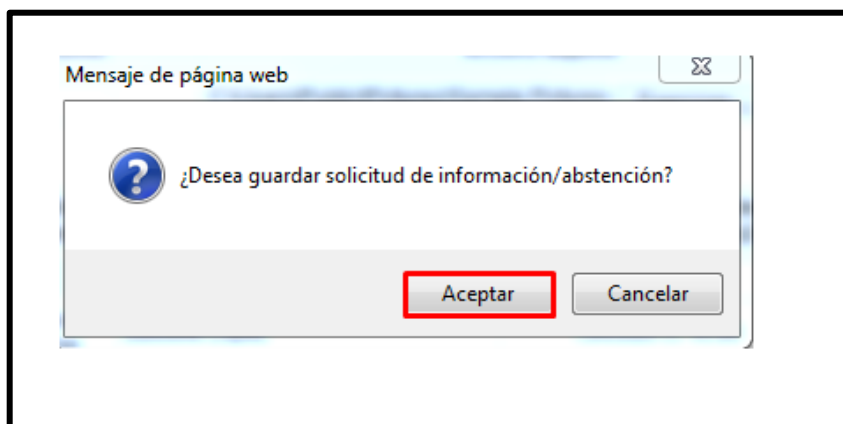 Mensaje de página web
¿Desea guardar solicitud de información/abstención?
Aceptar
Cancelar